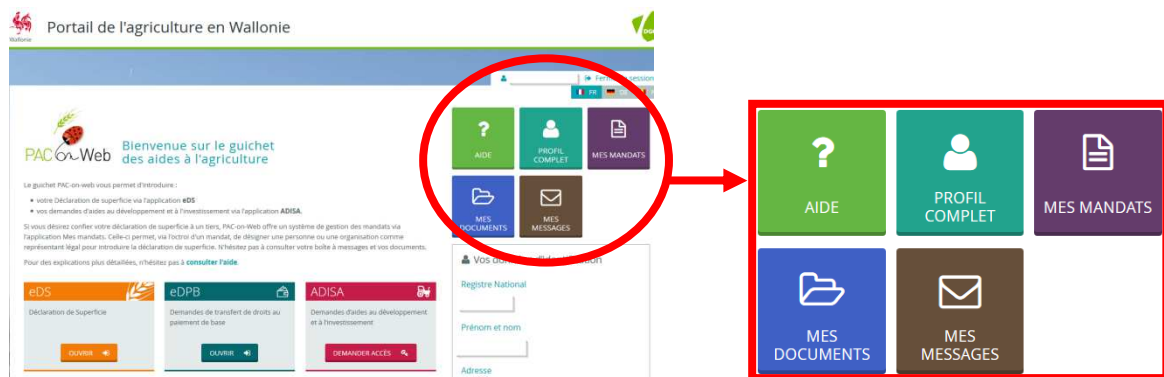 Wallonie
Portail de l'agriculture en Wallonie
FR
PAC on Web
Bienvenue sur le guichet
des aides à l'agriculture
Le guichet PAC-on-web vous permet d'introduire :
• votre Déclaration de superficie via l'application eDS
• vos demandes d'aides au développement et à l'investissement via l'application ADISA.
Si vous désirez confier votre déclaration de superficie à un tiers, PAC-on-Web offre un système de gestion des mandats via
l'application Mes mandats. Celle-ci permet, via l'octroi d'un mandat, de désigner une personne ou une organisation comme
représentant légal pour introduire la déclaration de superficie. N'hésitez pas à consulter votre boîte à messages et vos documents.
Pour des explications plus détaillées, n'hésitez pas à consulter l'aide.
eDS
Déclaration de Superficie
OUVRIR
eDPB
Demandes de transfert de droits au
paiement de base
OUVRIR
ADISA
Demandes d'aides au développement
et à l'investissement
DEMANDER ACCÈS
AIDE
PROFIL
COMPLET
MES MANDATS
MES
DOCUMENTS
MES
MESSAGES
Registre National
Prénom et nom
Adresse
AIDE
PROFIL
COMPLET
MES MANDATS
MES
DOCUMENTS
MES
MESSAGES